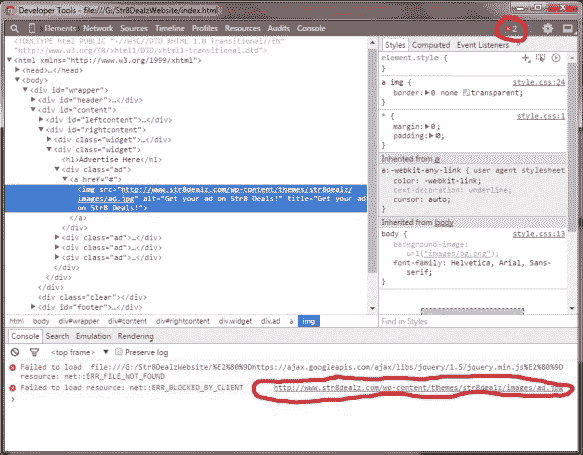 Developer Tools - file:///G:/Str8DealzWebsite/index.html
Elements Network Sources Timeline Profiles Resources Audits Console 2
<!DOCTYPE html PUBLIC "-//W3C//DTD XHTML 1.0 Transitional//EN"
"http://www.w3.org/TR/xhtml1/DTD/xhtml1-transitional.dtd">
<html xmlns="http://www.w3.org/1999/xhtml">
<head>…</head>
<body>
<div id="wrapper">
<div id="header">…</div>
<div id="content">
<div id="leftcontent">…</div>
<div id="rightcontent">
<div class="widget">…</div>
<div class="widget">
<h1>Advertise Here</h1>
<div class="ad">
<a href="#">
<img src="http://www.str8dealz.com/wp-content/themes/str8dealz/
images/ad.jpg" alt="Get your ad on Str8 Deals!" title="Get your ad
on Str8 Deals!">
</a>
</div>
<div class="ad">…</div>
<div class="ad">…</div>
<div class="ad">…</div>
</div>
</div>
<div class="clear"></div>
</div>
<div id="footer">…</div>
html body div#wrapper div#content div#rightcontent div.widget div.ad a img
Styles Computed Event Listeners
element.style {
}
a img { style.css:24
border: 0 none transparent;
}
* { style.css:1
margin: 0;
padding: 0;
}
Inherited from a
a:-webkit-any-link { user agent stylesheet
color: -webkit-link;
text-decoration: underline;
cursor: auto;
}
Inherited from body
body { style.css:13
background-image:
url("images/bg.png");
font-family: Helvetica, Arial, Sans-
serif;
}
Find in Styles
Console Search Emulation Rendering
<top frame> Preserve log
Failed to load file:///G:/Str8DealzWebsite/%E2%80%9Dhttps://ajax.googleapis.com/ajax/libs/jquery/1.5/jquery.min.js%E2%80%9D
resource: net::ERR_FILE_NOT_FOUND
Failed to load resource: net::ERR_BLOCKED_BY_CLIENT http://www.str8dealz.com/wp-content/themes/str8dealz/images/ad.jpg